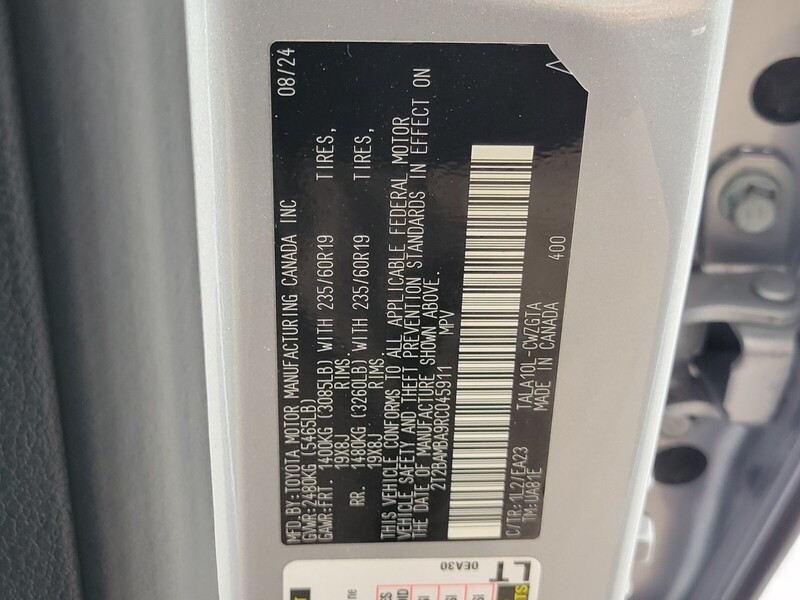 MFD.BY:TOYOTA MOTOR MANUFACTURING CANADA INC 08/24
GVWR:2480KG (5465LB)
GAWR:FRT. 1400KG (3085LB) WITH 235/60R19 TIRES,
19X8J RIMS.
RR. 1480KG (3260LB) WITH 235/60R19 TIRES,
19X8J RIMS
THIS VEHICLE CONFORMS TO ALL APPLICABLE FEDERAL MOTOR
VEHICLE SAFETY AND THEFT PREVENTION STANDARDS IN EFFECT ON
THE DATE OF MANUFACTURE SHOWN ABOVE.
2T2BAMBA9RC045911 MPV
C/TR:1L2/EA23 TALA10L-CWZGTA 400
TM:UA81E MADE IN CANADA
LT
0EA30